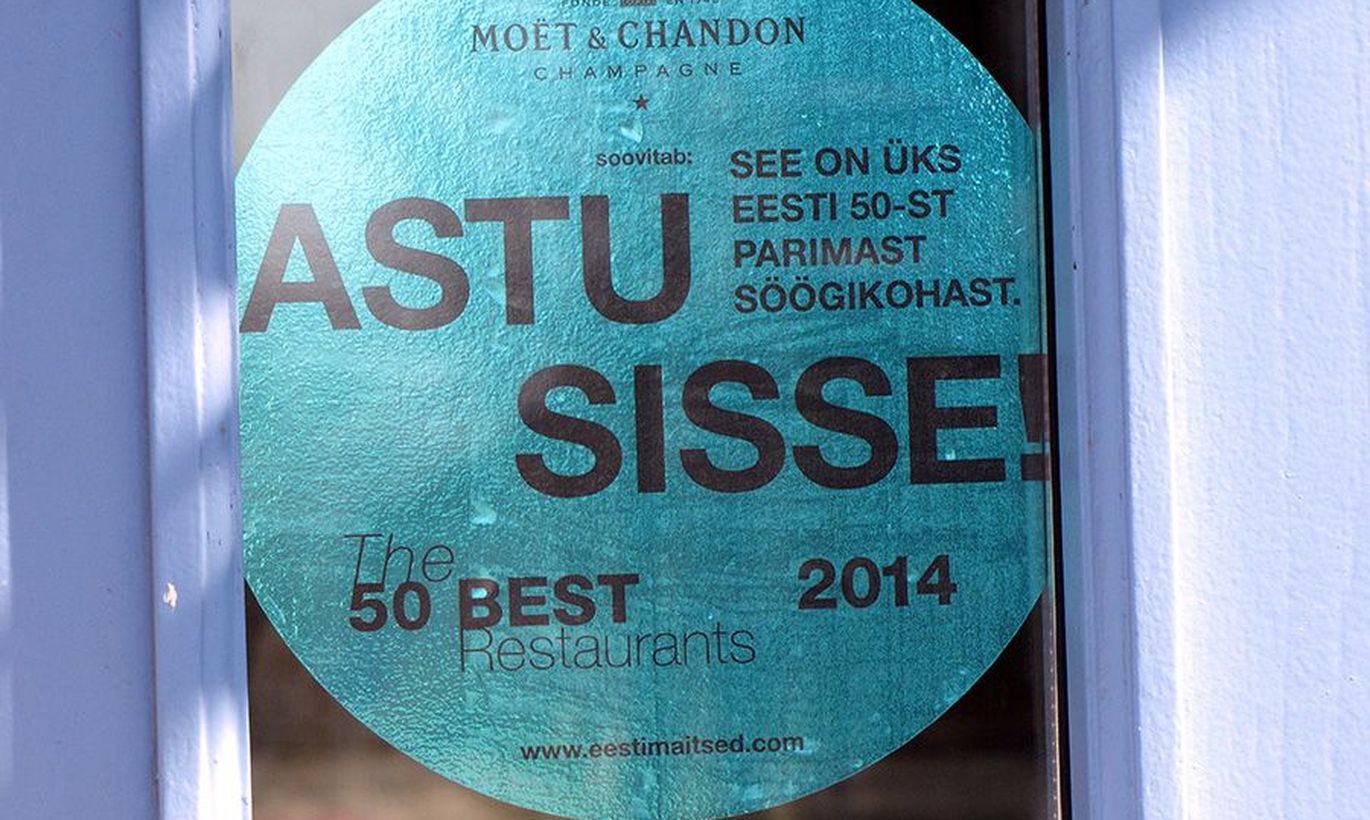 MOËT & CHANDON
CHAMPAGNE
soovitab:
ASTU
SEE ON ÜKS
EESTI 50-ST
PARIMAST
SÖÖGIKOHAST.
SISSE!
The
50 BEST
Restaurants
2014
www.eestimaitsed.com